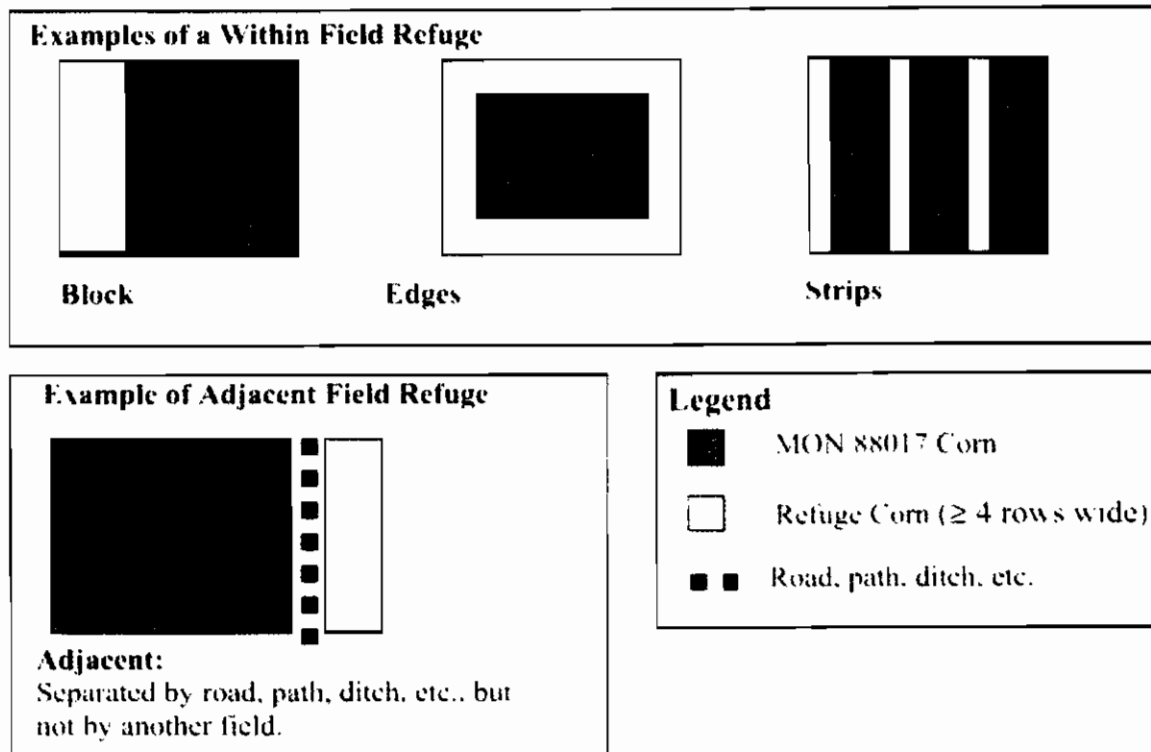 Examples of a Within Field Refuge
Block
Edges
Strips
Example of Adjacent Field Refuge
Adjacent:
Separated by road, path, ditch, etc., but
not by another field.
Legend
MON 88017 Corn
Refuge Corn (≥ 4 rows wide)
Road, path, ditch, etc.